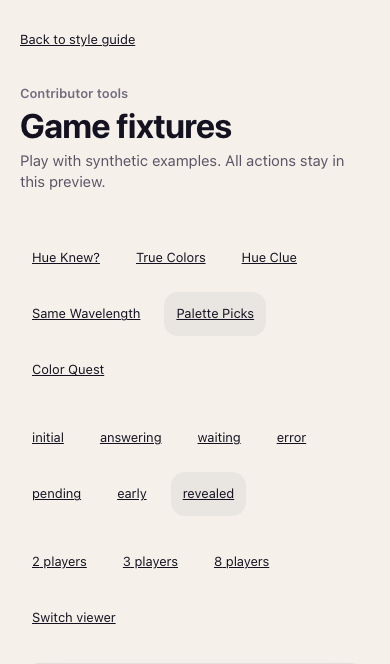 Back to style guide
Contributor tools
Game fixtures
Play with synthetic examples. All actions stay in
this preview.
Hue Knew? True Colors Hue Clue
Same Wavelength Palette Picks
Color Quest
initial answering waiting error
pending early revealed
2 players 3 players 8 players
Switch viewer